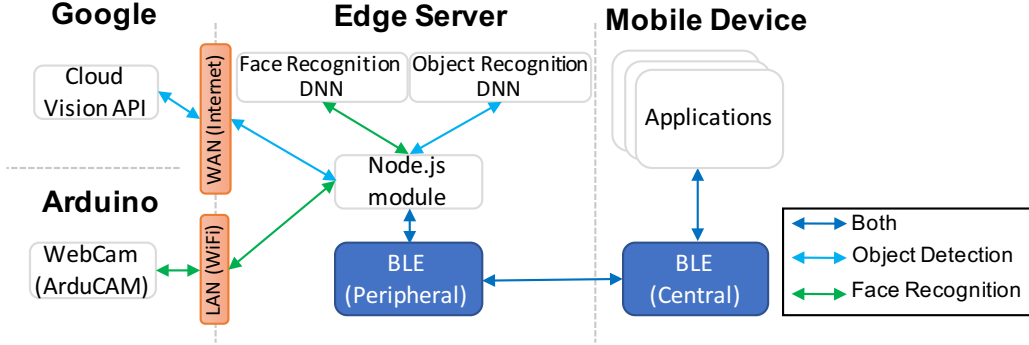 Google
Edge Server
Mobile Device
Cloud
Vision API
WAN (Internet)
Face Recognition
DNN
Object Recognition
DNN
Applications
Node.js
module
Arduino
WebCam
(ArduCAM)
LAN (WiFi)
BLE
(Peripheral)
BLE
(Central)
Both
Object Detection
Face Recognition